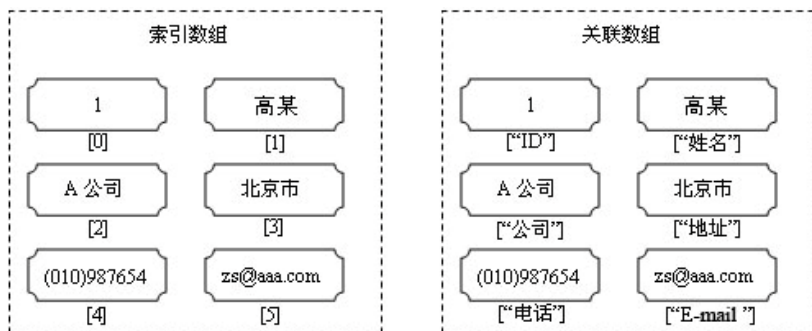 索引数组
1
高某
[0]
[1]
A 公司
北京市
[2]
[3]
(010)987654
zs@aaa.com
[4]
[5]
关联数组
1
高某
[“ID”]
[“姓名”]
A 公司
北京市
[“公司”]
[“地址”]
(010)987654
zs@aaa.com
[“电话”]
[“E-mail ”]